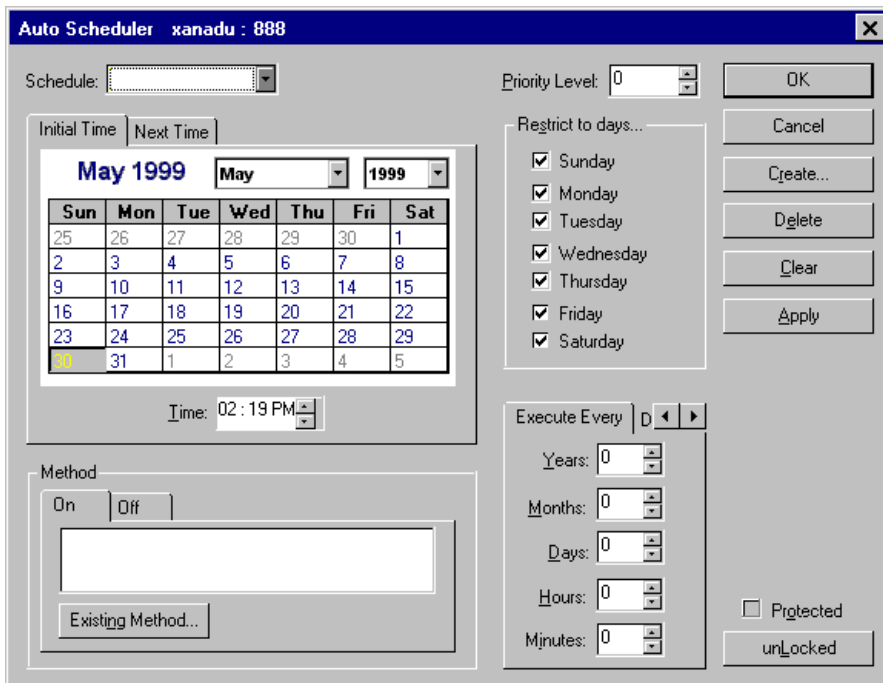 Auto Scheduler xanadu : 888
Schedule:
Priority Level: 0
OK
Cancel
Create...
Delete
Clear
Apply
Initial Time
Next Time
May 1999 May 1999
Sun Mon Tue Wed Thu Fri Sat
25 26 27 28 29 30 1
2 3 4 5 6 7 8
9 10 11 12 13 14 15
16 17 18 19 20 21 22
23 24 25 26 27 28 29
30 31 1 2 3 4 5
Time: 02 : 19 PM
Restrict to days...
Sunday
Monday
Tuesday
Wednesday
Thursday
Friday
Saturday
Method
On
Off
Existing Method...
Execute Every
D
Years: 0
Months: 0
Days: 0
Hours: 0
Minutes: 0
Protected
unLocked